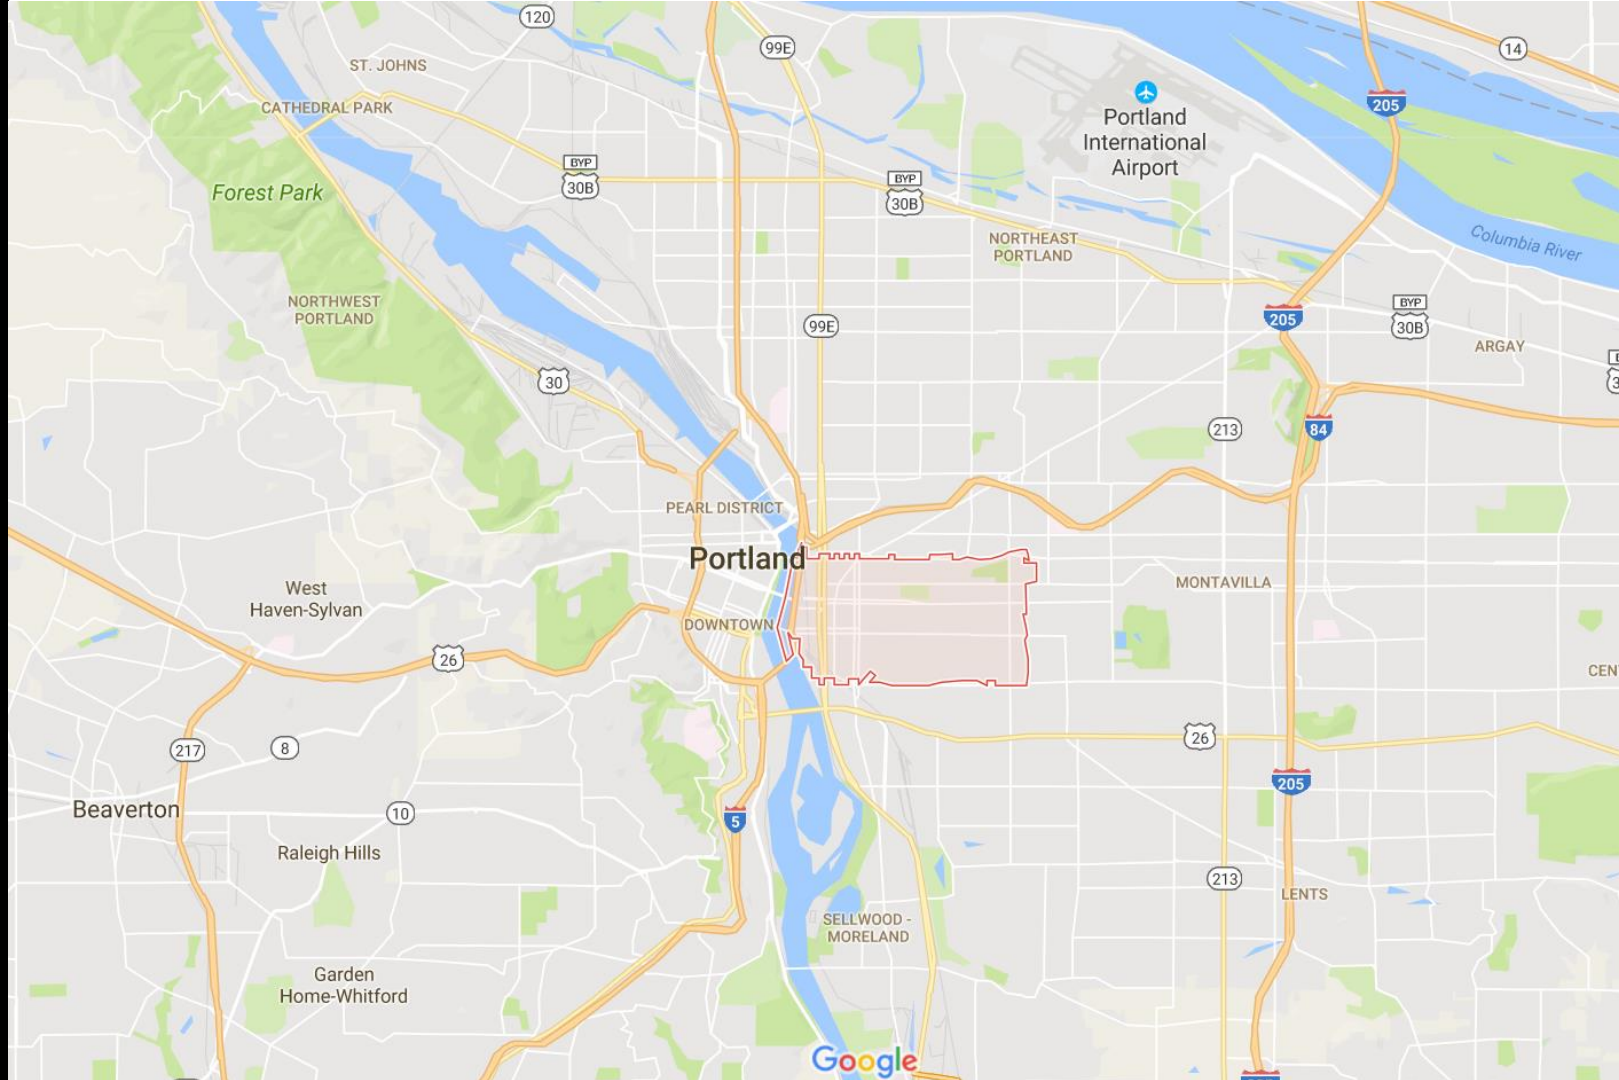 120
99E
14
ST. JOHNS
205
CATHEDRAL PARK
Portland
International
Airport
BYP
30B
BYP
30B
Forest Park
Columbia River
NORTHEAST
PORTLAND
NORTHWEST
PORTLAND
BYP
30B
205
99E
ARGAY
30
213
84
PEARL DISTRICT
Portland
MONTAVILLA
West
Haven-Sylvan
DOWNTOWN
26
CEN
26
217
8
205
Beaverton
10
5
Raleigh Hills
213
LENTS
SELLWOOD -
MORELAND
Garden
Home-Whitford
Google